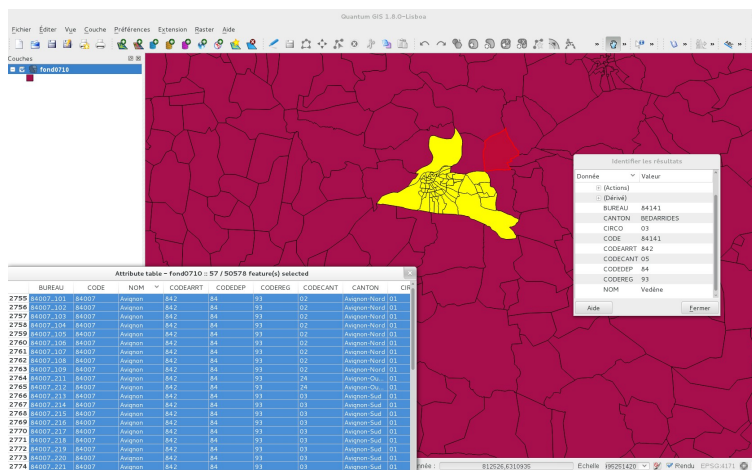 Quantum GIS 1.8.0-Lisboa
Fichier Éditer Vue Couche Préférences Extension Raster Aide
Couches
fond0710
Identifier les résultats
Donnée Valeur
(Actions)
(Dérivé)
BUREAU 84141
CANTON BEDARRIDES
CIRCO 03
CODE 84141
CODEARRT 842
CODECANT 05
CODEDEP 84
CODEREG 93
NOM Vedène
Aide Fermer
Attribute table - fond0710 :: 57 / 50578 feature(s) selected
BUREAU CODE NOM CODEARRT CODEDEP CODEREG CODECANT CANTON CIR
2755 84007_101 84007 Avignon 842 84 93 02 Avignon-Nord 01
2756 84007_102 84007 Avignon 842 84 93 02 Avignon-Nord 01
2757 84007_103 84007 Avignon 842 84 93 02 Avignon-Nord 01
2758 84007_104 84007 Avignon 842 84 93 02 Avignon-Nord 01
2759 84007_105 84007 Avignon 842 84 93 02 Avignon-Nord 01
2760 84007_106 84007 Avignon 842 84 93 02 Avignon-Nord 01
2761 84007_107 84007 Avignon 842 84 93 02 Avignon-Nord 01
2762 84007_108 84007 Avignon 842 84 93 02 Avignon-Nord 01
2763 84007_109 84007 Avignon 842 84 93 02 Avignon-Nord 01
2764 84007_211 84007 Avignon 842 84 93 24 Avignon-Ou... 01
2765 84007_212 84007 Avignon 842 84 93 24 Avignon-Ou... 01
2766 84007_213 84007 Avignon 842 84 93 03 Avignon-Sud 01
2767 84007_214 84007 Avignon 842 84 93 03 Avignon-Sud 01
2768 84007_215 84007 Avignon 842 84 93 03 Avignon-Sud 01
2769 84007_216 84007 Avignon 842 84 93 03 Avignon-Sud 01
2770 84007_217 84007 Avignon 842 84 93 03 Avignon-Sud 01
2771 84007_218 84007 Avignon 842 84 93 03 Avignon-Sud 01
2772 84007_219 84007 Avignon 842 84 93 03 Avignon-Sud 01
2773 84007_220 84007 Avignon 842 84 93 03 Avignon-Sud 01
2774 84007_221 84007 Avignon 842 84 93 03 Avignon-Sud 01
nnée : 812526,6310935 Echelle Rendu EPSG:4171